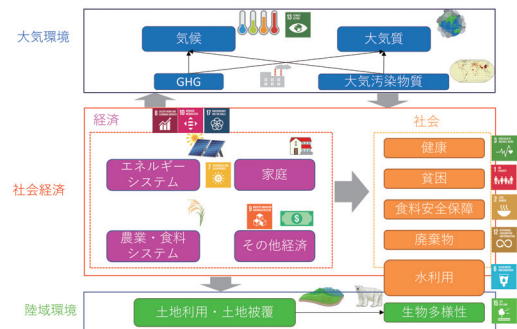 大気環境
気候
大気質
GHG
大気汚染物質
社会経済
経済
社会
エネルギー
システム
家庭
農業・食料
システム
その他経済
健康
貧困
食料安全保障
廃棄物
水利用
陸域環境
土地利用・土地被覆
生物多様性